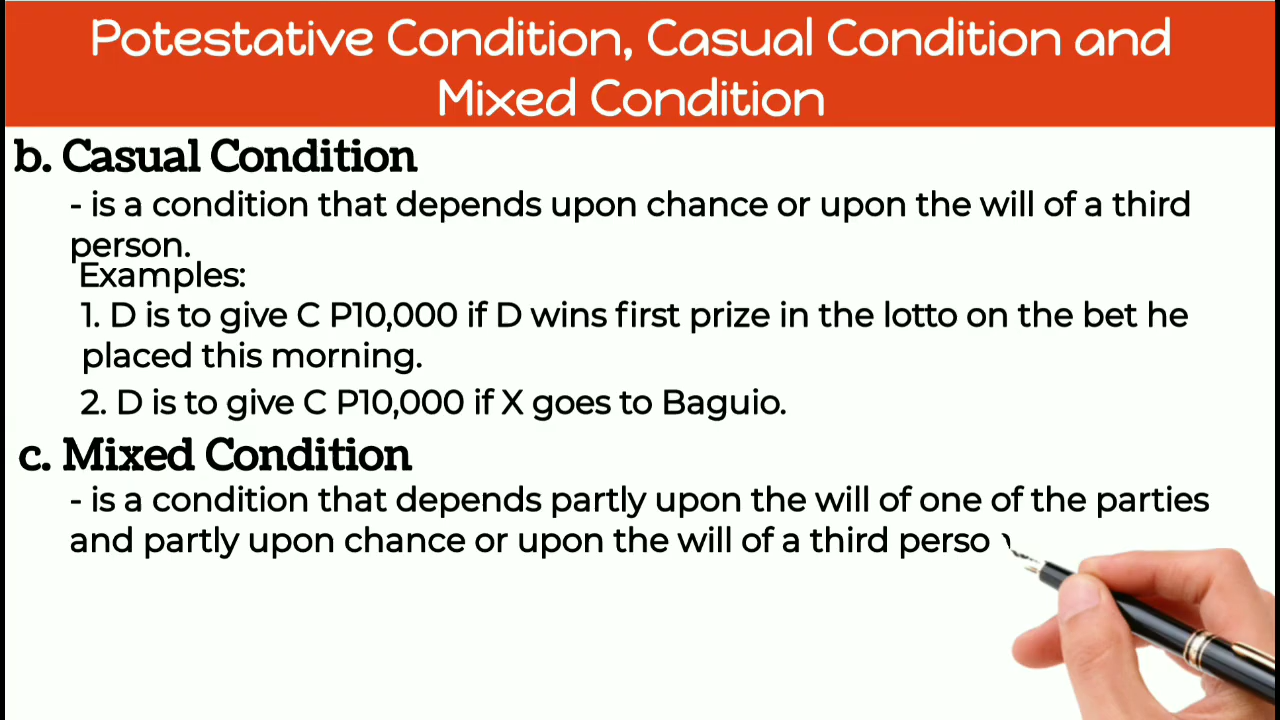 Potestative Condition, Casual Condition and
Mixed Condition
b. Casual Condition
- is a condition that depends upon chance or upon the will of a third
person.
Examples:
1. D is to give C P10,000 if D wins first prize in the lotto on the bet he
placed this morning.
2. D is to give C P10,000 if X goes to Baguio.
c. Mixed Condition
- is a condition that depends partly upon the will of one of the parties
and partly upon chance or upon the will of a third perso